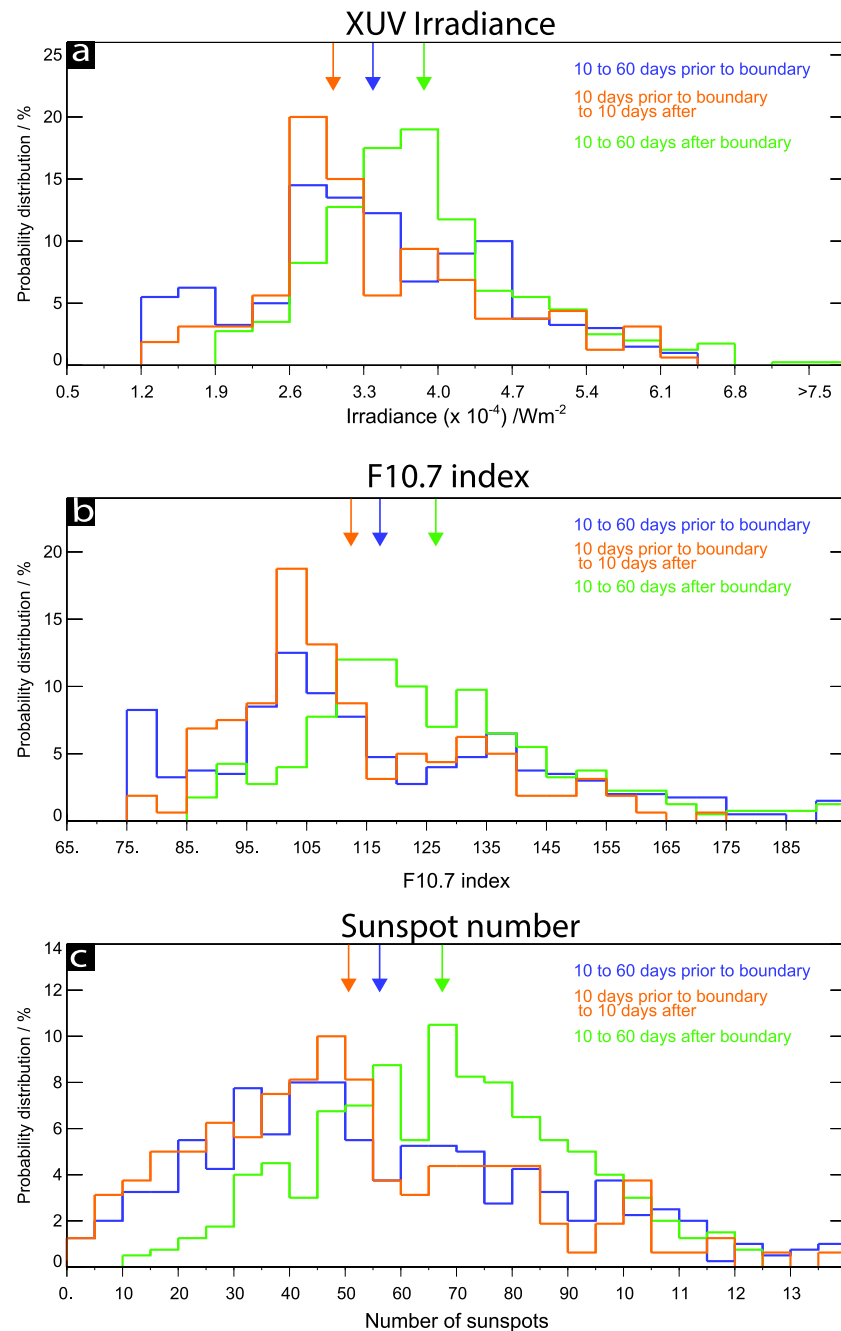 XUV Irradiance
a
25
20
15
10
5
0
Probability distribution / %
10 to 60 days prior to boundary
10 days prior to boundary
to 10 days after
10 to 60 days after boundary
0.5 1.2 1.9 2.6 3.3 4.0 4.7 5.4 6.1 6.8 >7.5
Irradiance (x 10⁻⁴) /Wm⁻²
F10.7 index
b
20
15
10
5
0
Probability distribution / %
10 to 60 days prior to boundary
10 days prior to boundary
to 10 days after
10 to 60 days after boundary
65. 75. 85. 95. 105 115 125 135 145 155 165 175 185
F10.7 index
Sunspot number
c
14
12
10
8
6
4
2
0
Probability distribution / %
10 to 60 days prior to boundary
10 days prior to boundary
to 10 days after
10 to 60 days after boundary
0. 10 20 30 40 50 60 70 80 90 10 11 12 13
Number of sunspots